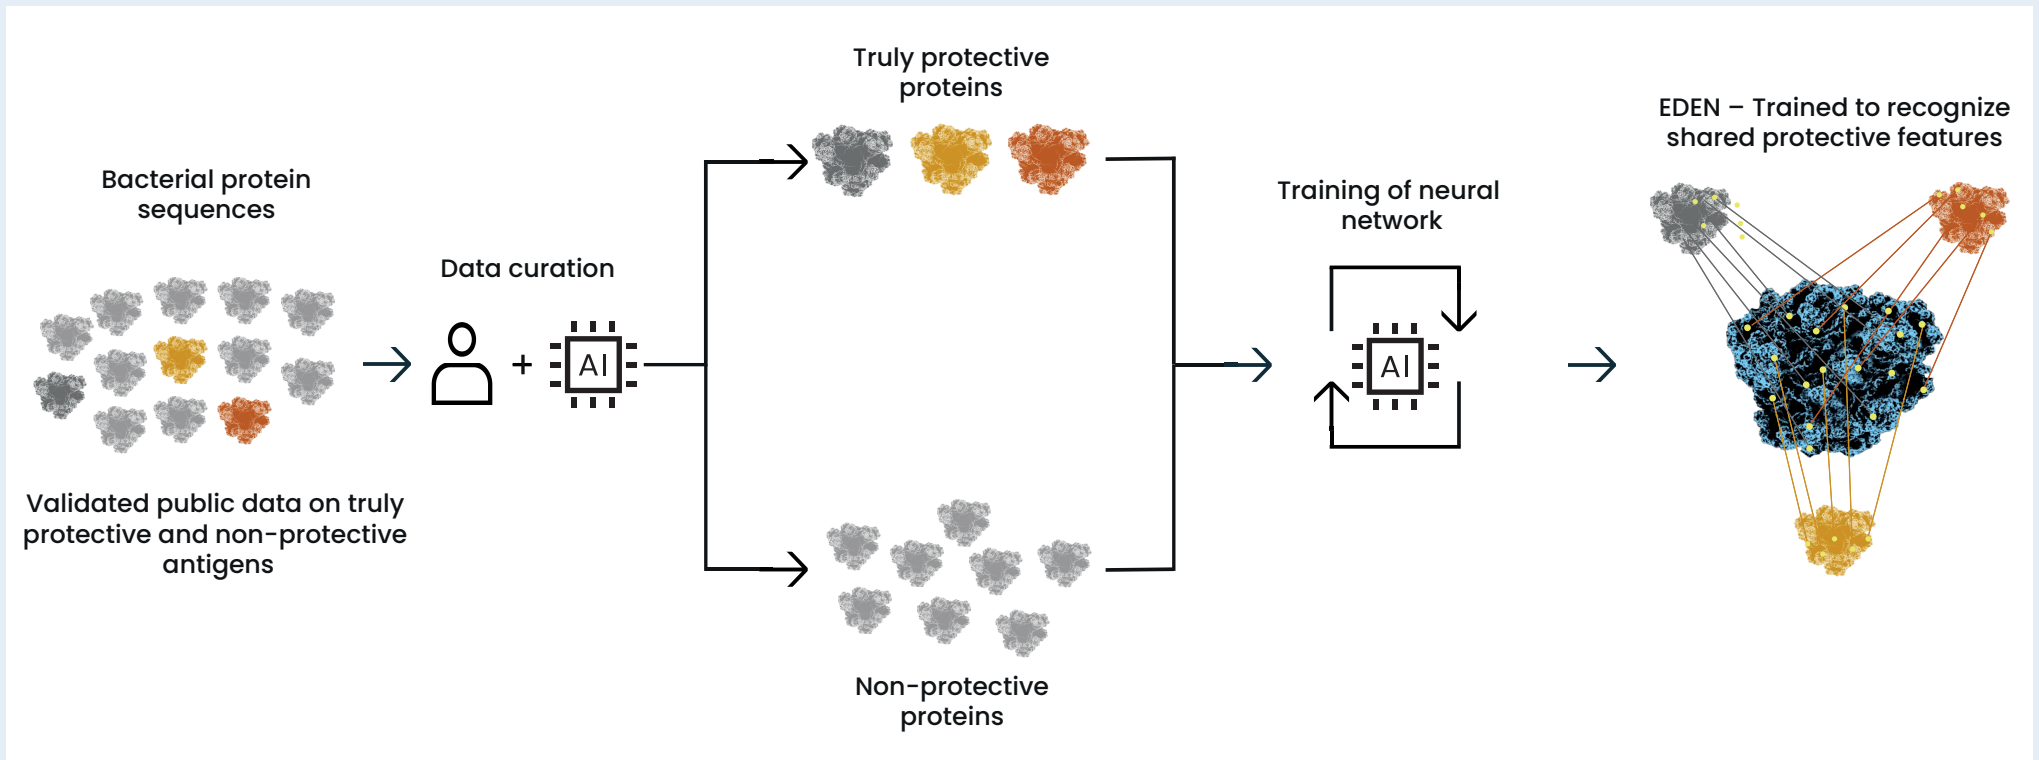 Bacterial protein
sequences
Validated public data on truly
protective and non-protective
antigens
Data curation
+
AI
Truly protective
proteins
Non-protective
proteins
Training of neural
network
AI
EDEN – Trained to recognize
shared protective features